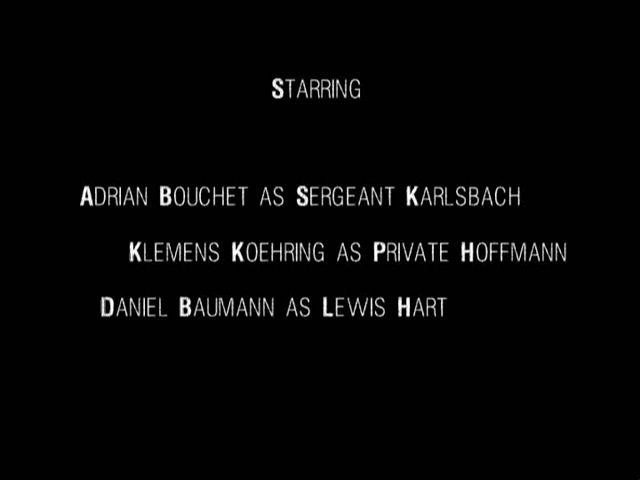 Starring
Adrian Bouchet as Sergeant Karlsbach
Klemens Koehring as Private Hoffmann
Daniel Baumann as Lewis Hart